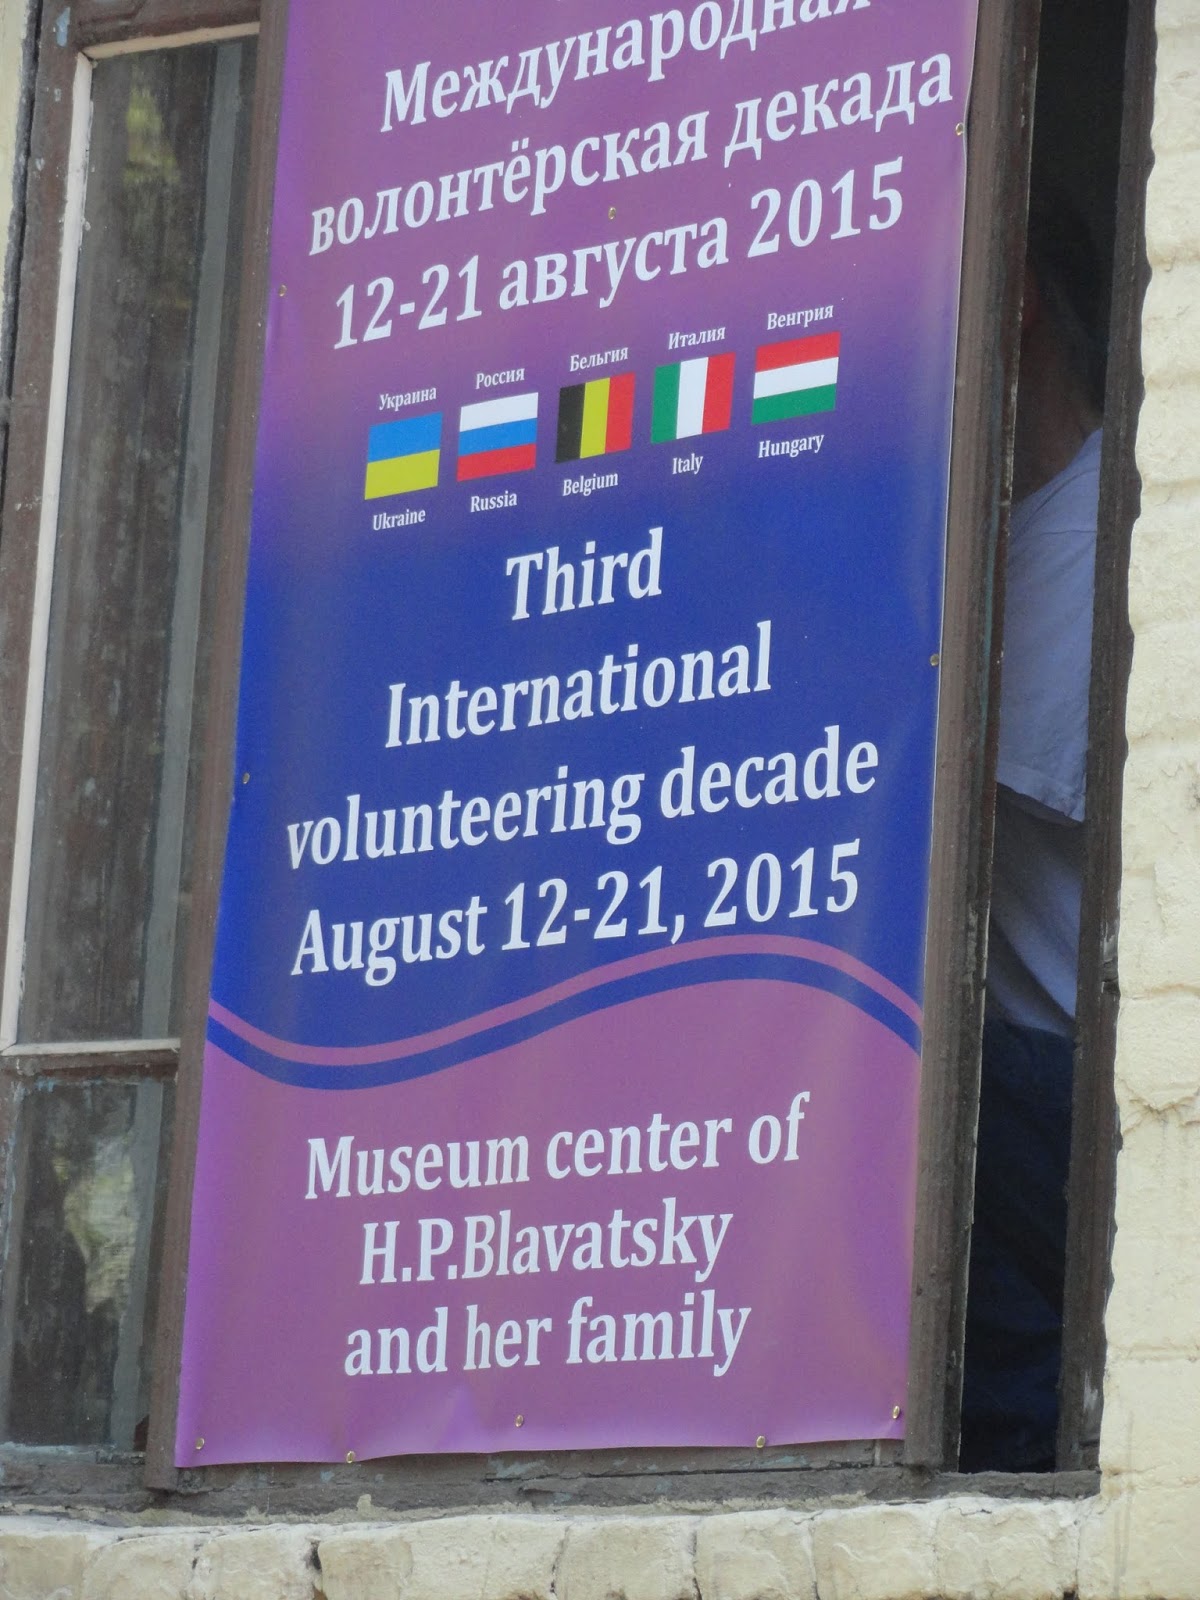 Международная
волонтёрская декада
12-21 августа 2015
Украина Россия Бельгия Италия Венгрия
Ukraine Russia Belgium Italy Hungary
Third
International
volunteering decade
August 12-21, 2015
Museum center of
H.P.Blavatsky
and her family